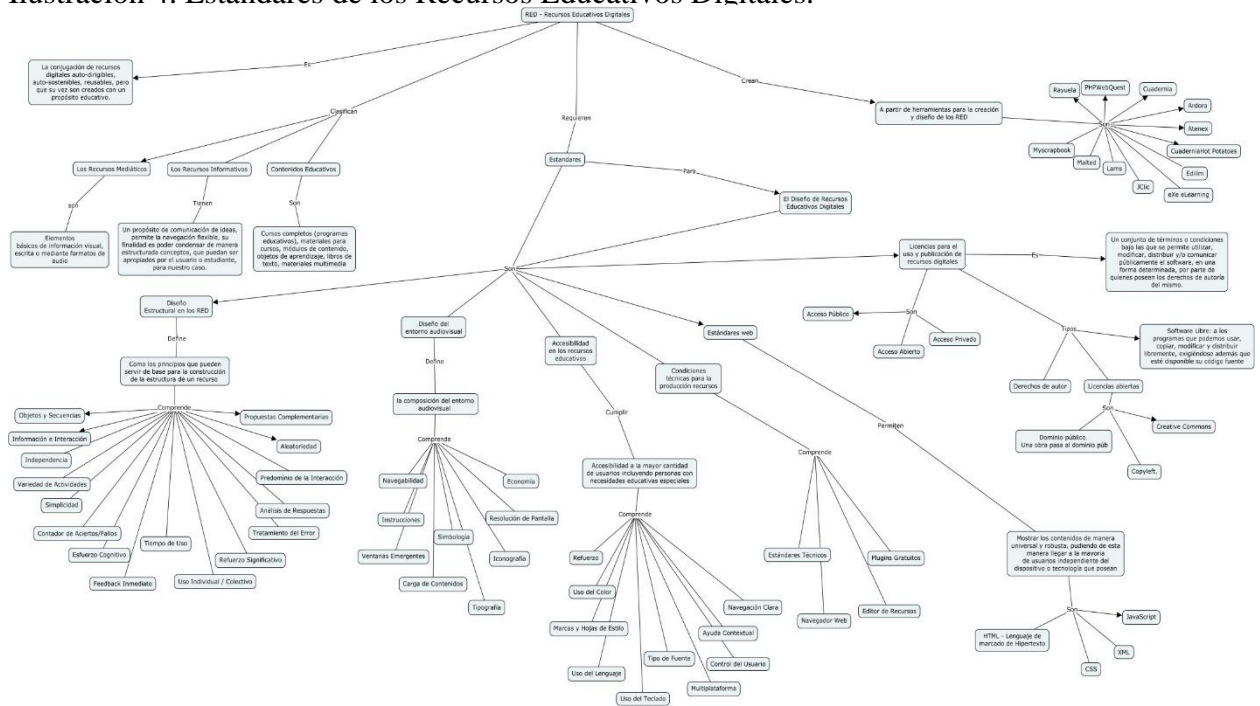 Ilustración 4. Estándares de los Recursos Educativos Digitales.
RED - Recursos Educativos Digitales
Es
La conjugación de recursos
digitales auto-dirigibles,
auto-sostenibles, reusables, pero
que su vez son creados con un
propósito educativo.
Clasifican
Los Recursos Mediáticos
son
Elementos
básicos de información visual,
escrita o mediante formatos de
audio
Los Recursos Informativos
Tienen
Un propósito de comunicación de ideas,
permite la navegación flexible, su
finalidad es poder condensar de manera
estructurada conceptos, que puedan ser
apropiados por el usuario o estudiante,
para nuestro caso.
Contenidos Educativos
Son
Cursos completos (programas
educativos), materiales para
cursos, módulos de contenido,
objetos de aprendizaje, libros de
texto, materiales multimedia
Requieren
Estandares
Para
El Diseño de Recursos
Educativos Digitales
Crean
A partir de herramientas para la creación
y diseño de los RED
Son
Rayuela
PHPWebQuest
Cuadernia
Ardora
Atenex
CuaderniaHot Potatoes
Edilim
eXe eLearning
JClic
Lams
Malted
Myscrapbook
Son
Diseño
Estructural en los RED
Define
Como los principios que pueden
servir de base para la construcción
de la estructura de un recurso
Comprende
Objetos y Secuencias
Propuestas Complementarias
Información e Interacción
Aleatoriedad
Independencia
Predominio de la Interacción
Variedad de Actividades
Simplicidad
Análisis de Respuestas
Contador de Aciertos/Fallos
Tratamiento del Error
Tiempo de Uso
Esfuerzo Cognitivo
Refuerzo Significativo
Feedback Inmediato
Uso Individual / Colectivo
Diseño del
entorno audiovisual
Define
la composición del entorno
audiovisual
Comprende
Navegabilidad
Economía
Instrucciones
Resolución de Pantalla
Simbología
Ventanas Emergentes
Iconografía
Carga de Contenidos
Tipografía
Accesibilidad
en los recursos
educativos
Cumplir
Accesibilidad a la mayor cantidad
de usuarios incluyendo personas con
necesidades educativas especiales
Comprende
Refuerzo
Uso del Color
Navegación Clara
Marcas y Hojas de Estilo
Ayuda Contextual
Tipo de Fuente
Control del Usuario
Uso del Lenguaje
Multiplataforma
Uso del Teclado
Condiciones
técnicas para la
producción recursos
Comprende
Estándares Técnicos
Plugins Gratuitos
Navegador Web
Editor de Recursos
Estándares web
Permiten
Mostrar los contenidos de manera
universal y robusta, pudiendo de esta
manera llegar a la mayoría
de usuarios independiente del
dispositivo o tecnología que posean
Son
JavaScript
HTML - Lenguaje de
marcado de Hipertexto
XML
CSS
Licencias para el
uso y publicación de
recursos digitales
Es
Un conjunto de términos o condiciones
bajo las que se permite utilizar,
modificar, distribuir y/o comunicar
públicamente el software, en una
forma determinada, por parte de
quienes poseen los derechos de autoría
del mismo.
Son
Acceso Público
Acceso Abierto
Acceso Privado
Tipos
Software Libre: a los
programas que podemos usar,
copiar, modificar y distribuir
libremente, exigiéndose además que
esté disponible su código fuente
Derechos de autor
Licencias abiertas
Son
Dominio público.
Una obra pasa al dominio púb
Creative Commons
Copyleft.